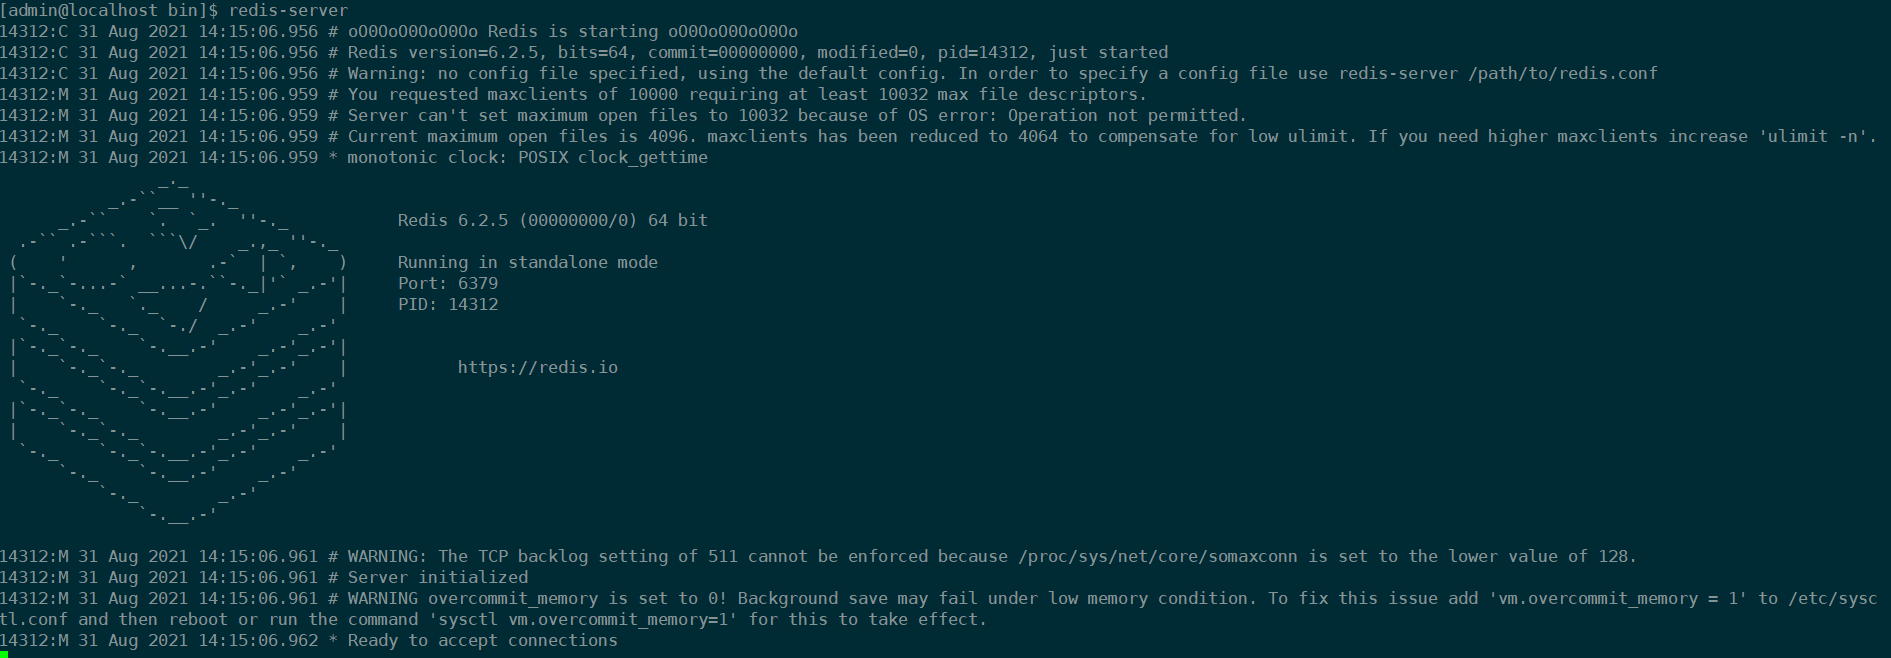 [admin@localhost bin]$ redis-server
14312:C 31 Aug 2021 14:15:06.956 # oO0OoO0OoO0Oo Redis is starting oO0OoO0OoO0Oo
14312:C 31 Aug 2021 14:15:06.956 # Redis version=6.2.5, bits=64, commit=00000000, modified=0, pid=14312, just started
14312:C 31 Aug 2021 14:15:06.956 # Warning: no config file specified, using the default config. In order to specify a config file use redis-server /path/to/redis.conf
14312:M 31 Aug 2021 14:15:06.959 # You requested maxclients of 10000 requiring at least 10032 max file descriptors.
14312:M 31 Aug 2021 14:15:06.959 # Server can't set maximum open files to 10032 because of OS error: Operation not permitted.
14312:M 31 Aug 2021 14:15:06.959 # Current maximum open files is 4096. maxclients has been reduced to 4064 to compensate for low ulimit. If you need higher maxclients increase 'ulimit -n'.
14312:M 31 Aug 2021 14:15:06.959 * monotonic clock: POSIX clock_gettime
Redis 6.2.5 (00000000/0) 64 bit
Running in standalone mode
Port: 6379
PID: 14312
https://redis.io
14312:M 31 Aug 2021 14:15:06.961 # WARNING: The TCP backlog setting of 511 cannot be enforced because /proc/sys/net/core/somaxconn is set to the lower value of 128.
14312:M 31 Aug 2021 14:15:06.961 # Server initialized
14312:M 31 Aug 2021 14:15:06.961 # WARNING overcommit_memory is set to 0! Background save may fail under low memory condition. To fix this issue add 'vm.overcommit_memory = 1' to /etc/sysc
tl.conf and then reboot or run the command 'sysctl vm.overcommit_memory=1' for this to take effect.
14312:M 31 Aug 2021 14:15:06.962 * Ready to accept connections